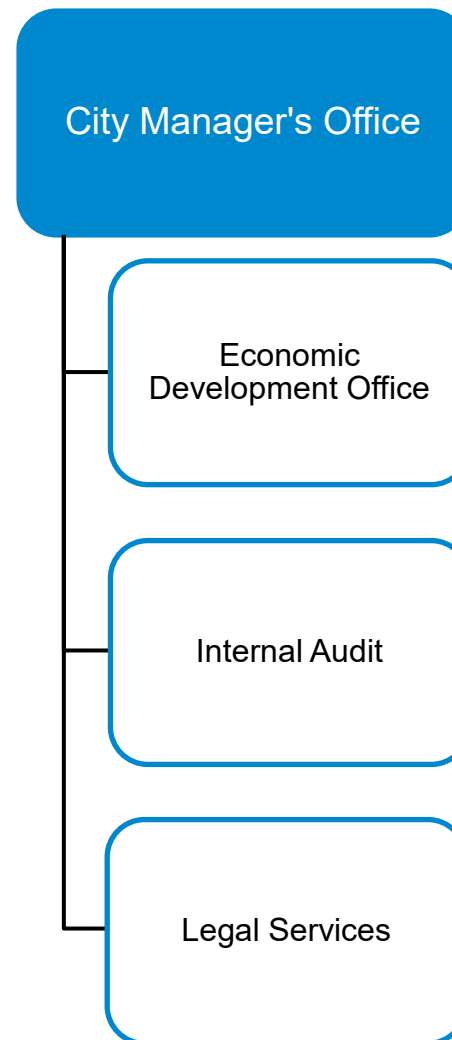 City Manager's Office
Economic
Development Office
Internal Audit
Legal Services